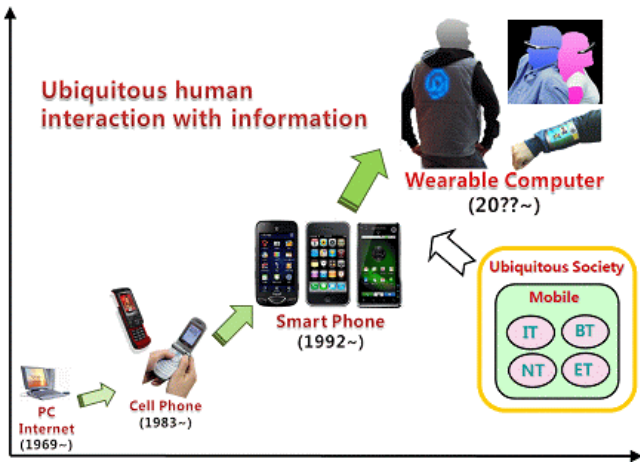 Ubiquitous human
interaction with information
Wearable Computer
(20??~)
Ubiquitous Society
Mobile
IT
BT
NT
ET
Smart Phone
(1992~)
Cell Phone
(1983~)
PC
Internet
(1969~)